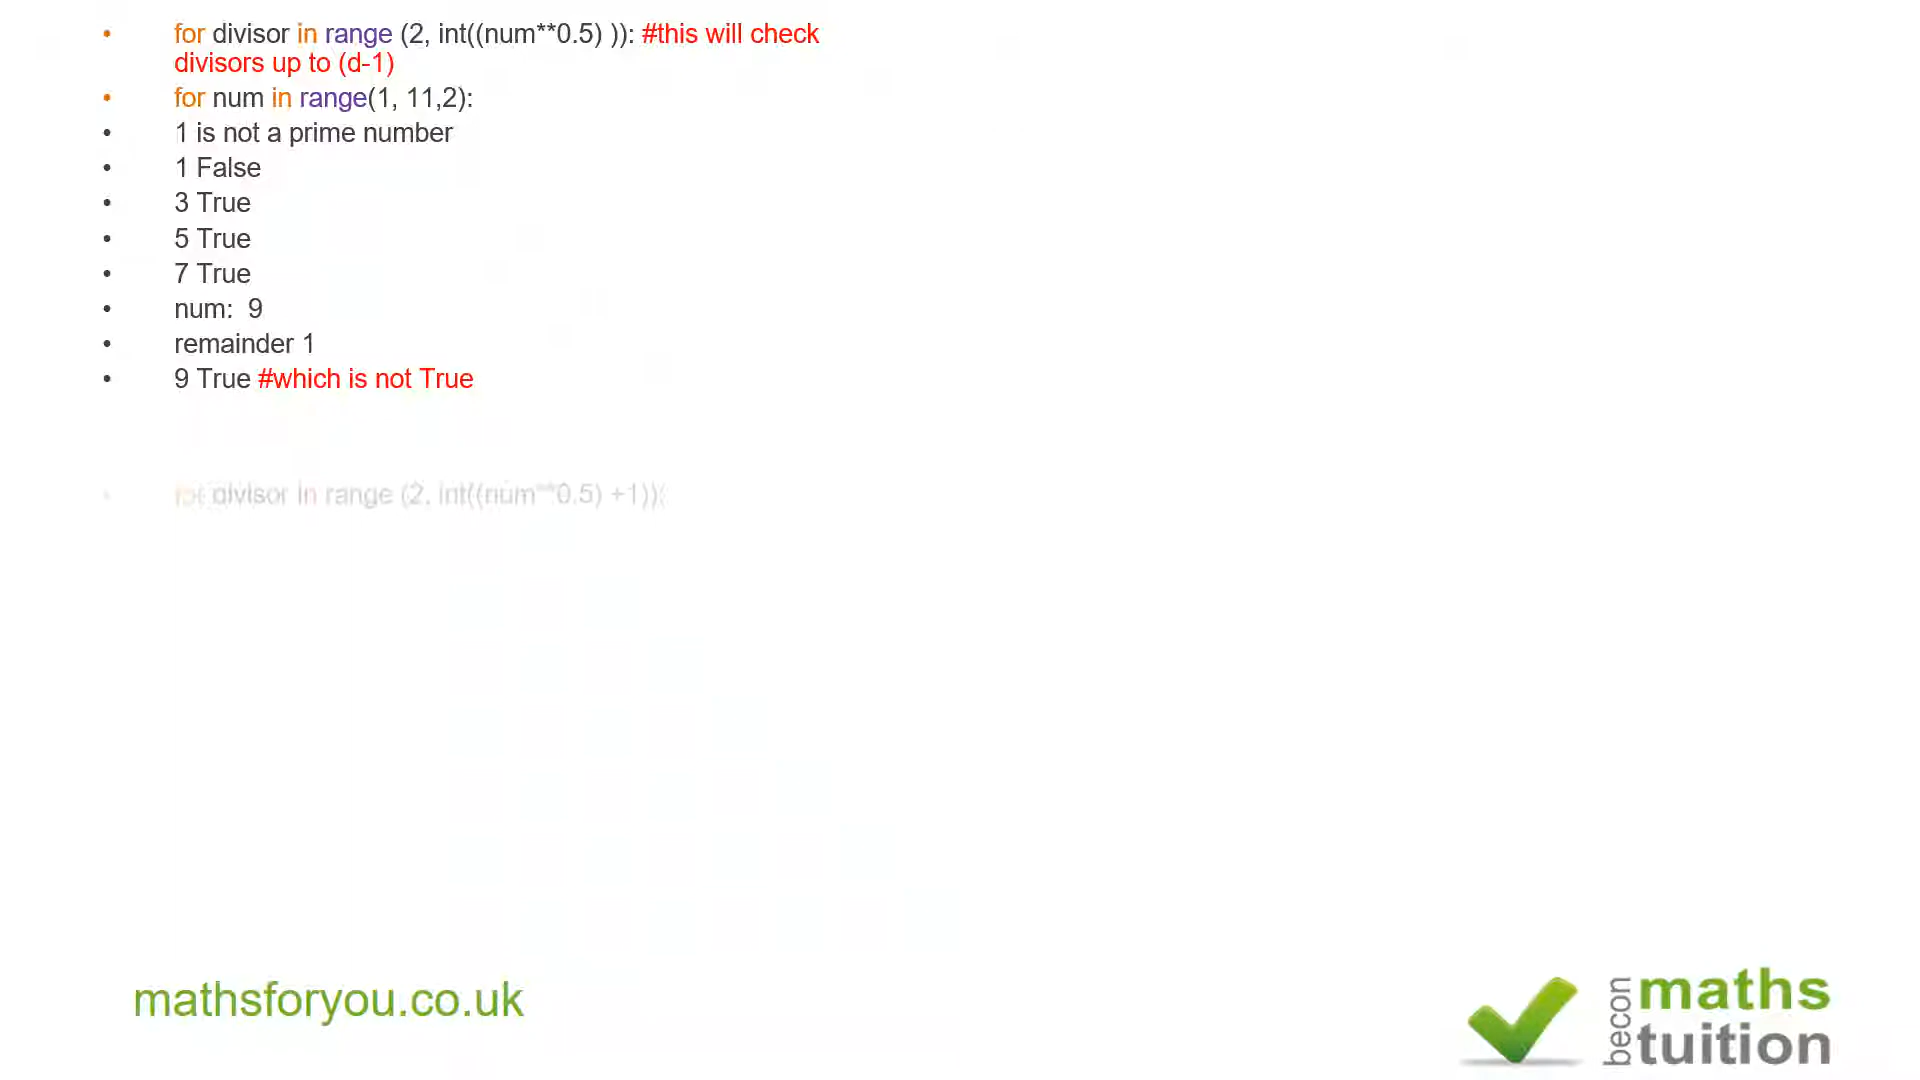 • for divisor in range (2, int((num**0.5) )): #this will check
divisors up to (d-1)
• for num in range(1, 11,2):
• 1 is not a prime number
• 1 False
• 3 True
• 5 True
• 7 True
• num:  9
• remainder 1
• 9 True #which is not True
• for divisor in range (2, int((num**0.5) +1)):
mathsforyou.co.uk
becon
maths
tuition